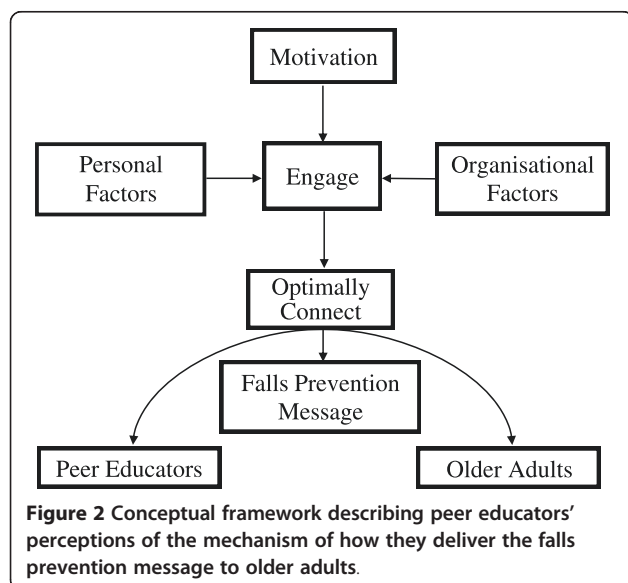 Motivation
Personal
Factors
Engage
Organisational
Factors
Optimally
Connect
Falls Prevention
Message
Peer Educators
Older Adults
Figure 2 Conceptual framework describing peer educators'
perceptions of the mechanism of how they deliver the falls
prevention message to older adults.